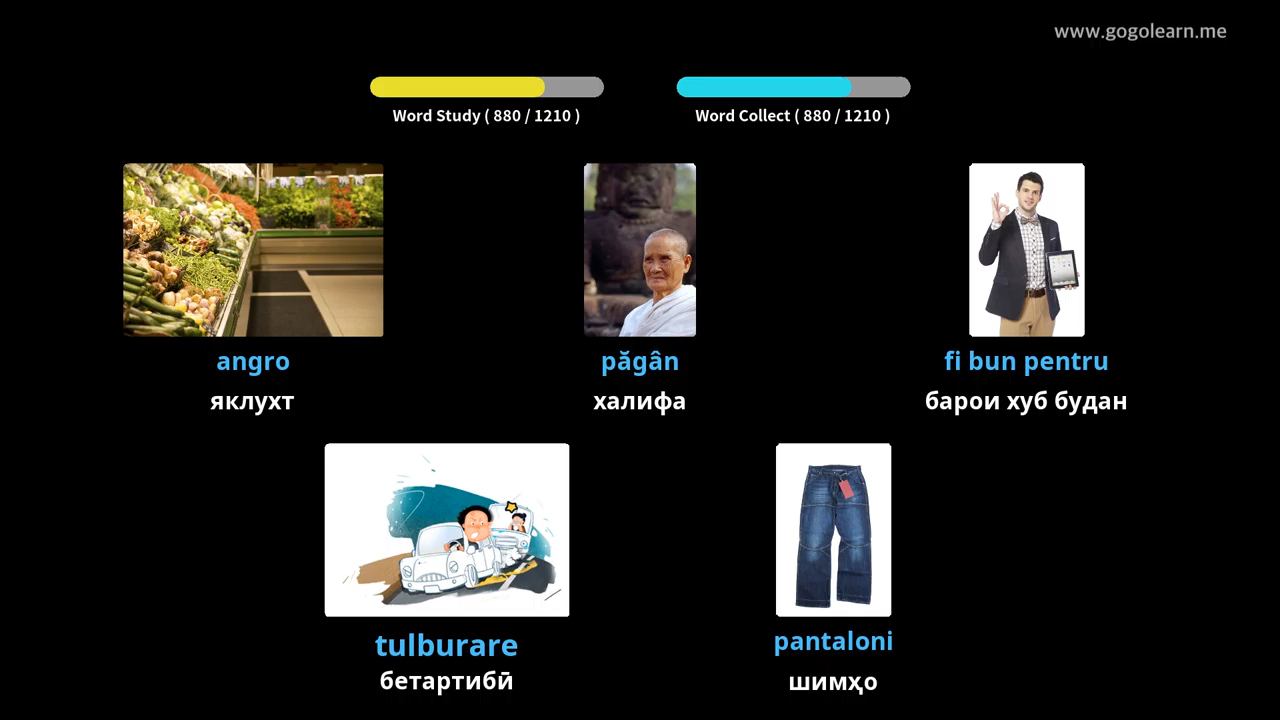 www.gogolearn.me
Word Study ( 880 / 1210 )
Word Collect ( 880 / 1210 )
angro
păgân
fi bun pentru
яклухт
халифа
барои хуб будан
tulburare
pantaloni
бетартибӣ
шимҳо